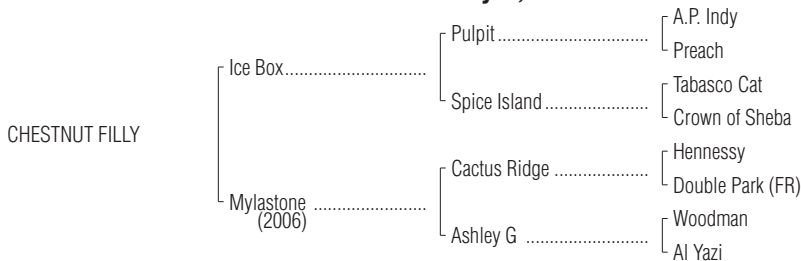 A.P. Indy
Pulpit
Preach
Ice Box
Tabasco Cat
Spice Island
Crown of Sheba
CHESTNUT FILLY
Hennessy
Cactus Ridge
Double Park (FR)
Mylastone
(2006)
Woodman
Ashley G
Al Yazi